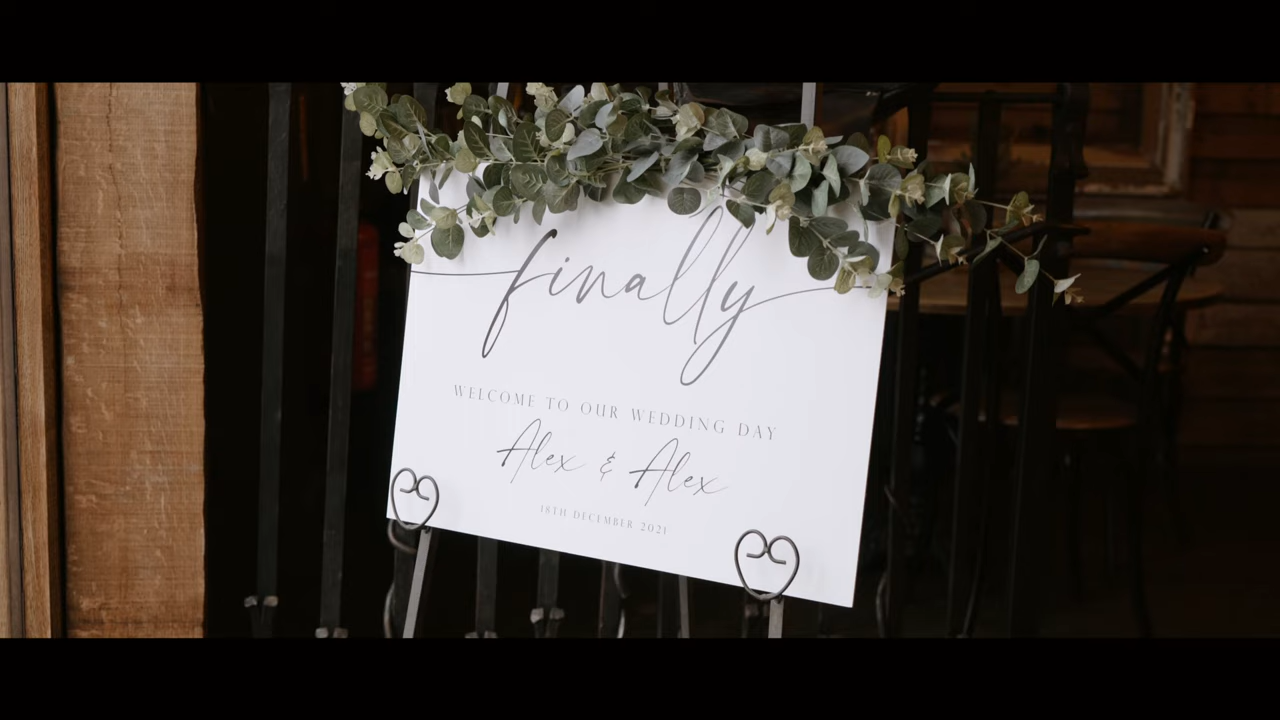 finally
WELCOME TO OUR WEDDING DAY
Alex & Alex
18TH DECEMBER 2021